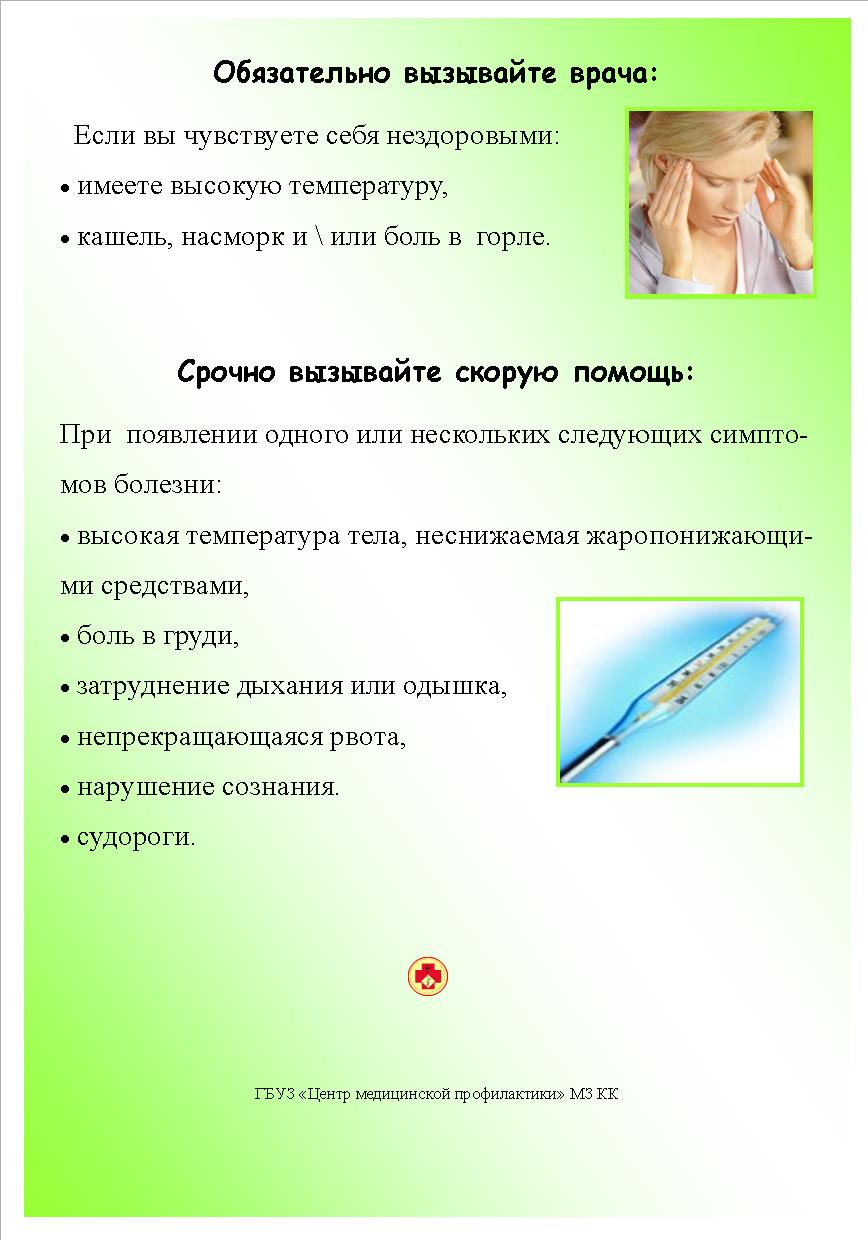 Обязательно вызывайте врача:
Если вы чувствуете себя нездоровыми:
• имеете высокую температуру,
• кашель, насморк и \ или боль в горле.
Срочно вызывайте скорую помощь:
При появлении одного или нескольких следующих симпто-
мов болезни:
• высокая температура тела, неснижаемая жаропонижающи-
ми средствами,
• боль в груди,
• затруднение дыхания или одышка,
• непрекращающаяся рвота,
• нарушение сознания.
• судороги.
ГБУЗ «Центр медицинской профилактики» МЗ КК